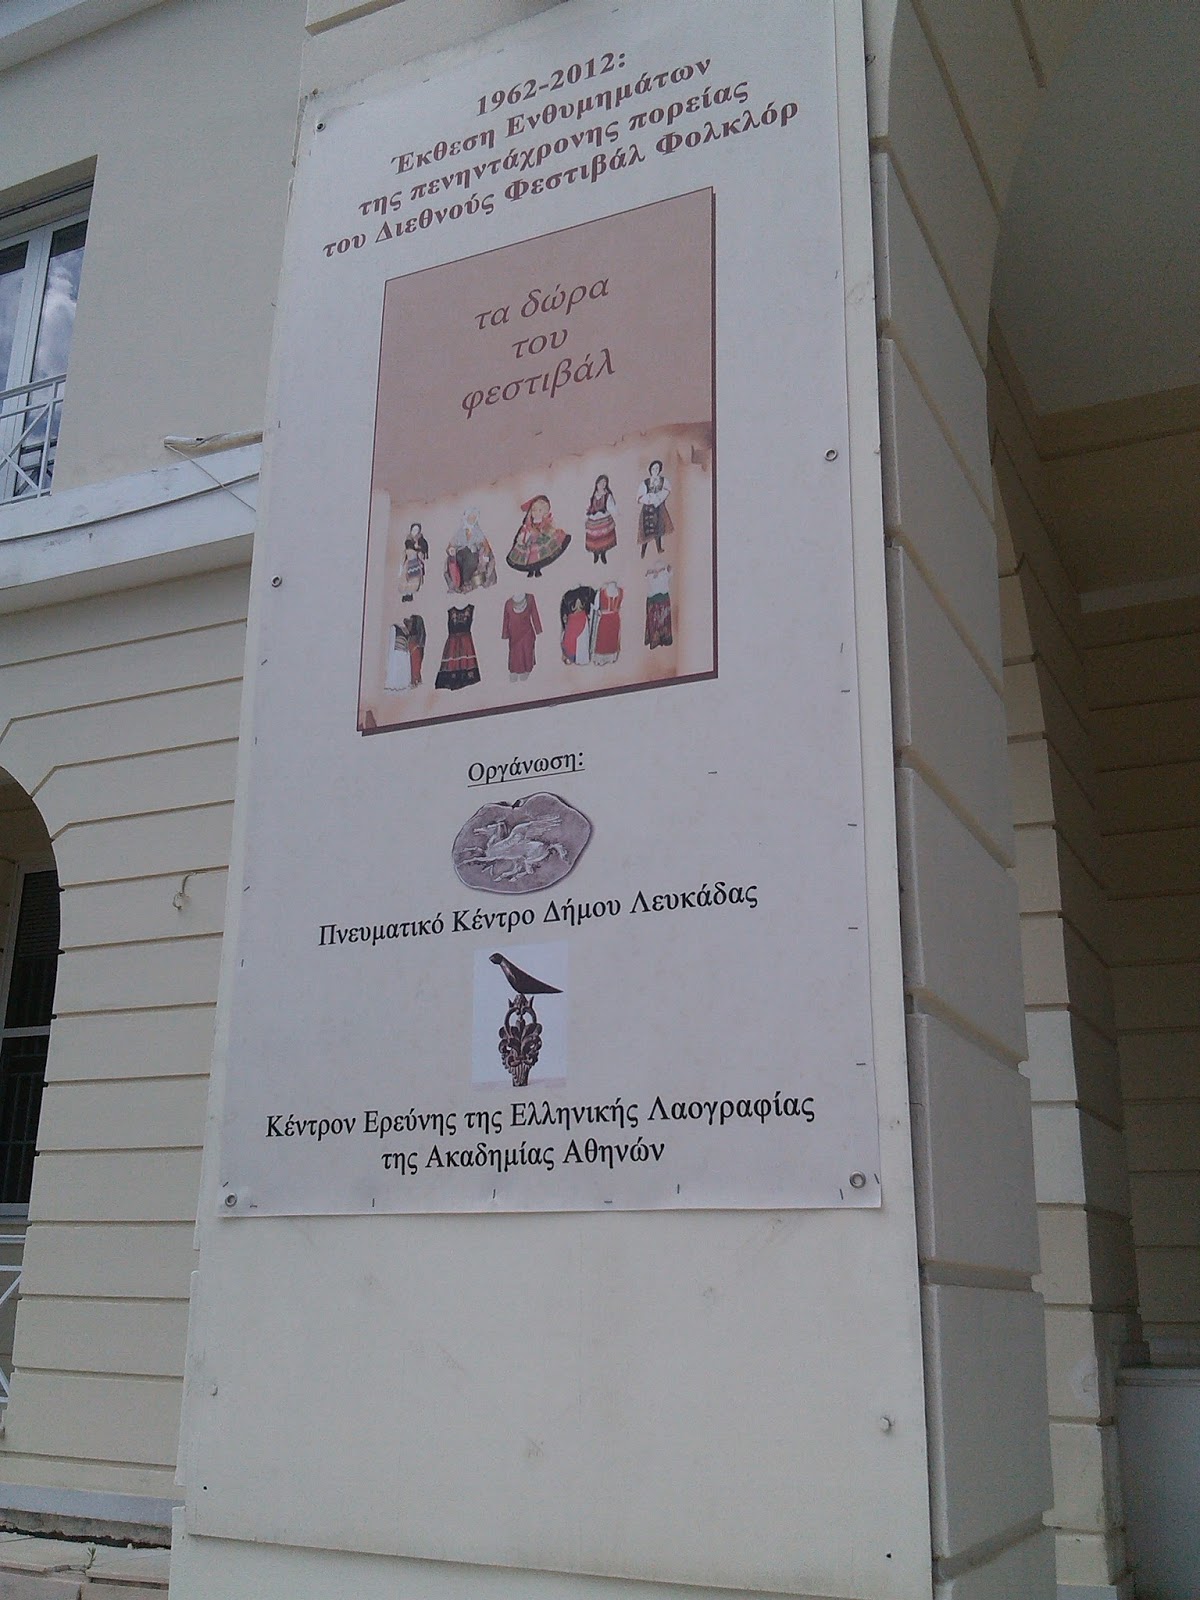 1962-2012:
Έκθεση Ενθυμημάτων
της πενηντάχρονης πορείας
του Διεθνούς Φεστιβάλ Φολκλόρ
τα δώρα
του
φεστιβάλ
Οργάνωση:
Πνευματικό Κέντρο Δήμου Λευκάδας
Κέντρον Ερεύνης της Ελληνικής Λαογραφίας
της Ακαδημίας Αθηνών